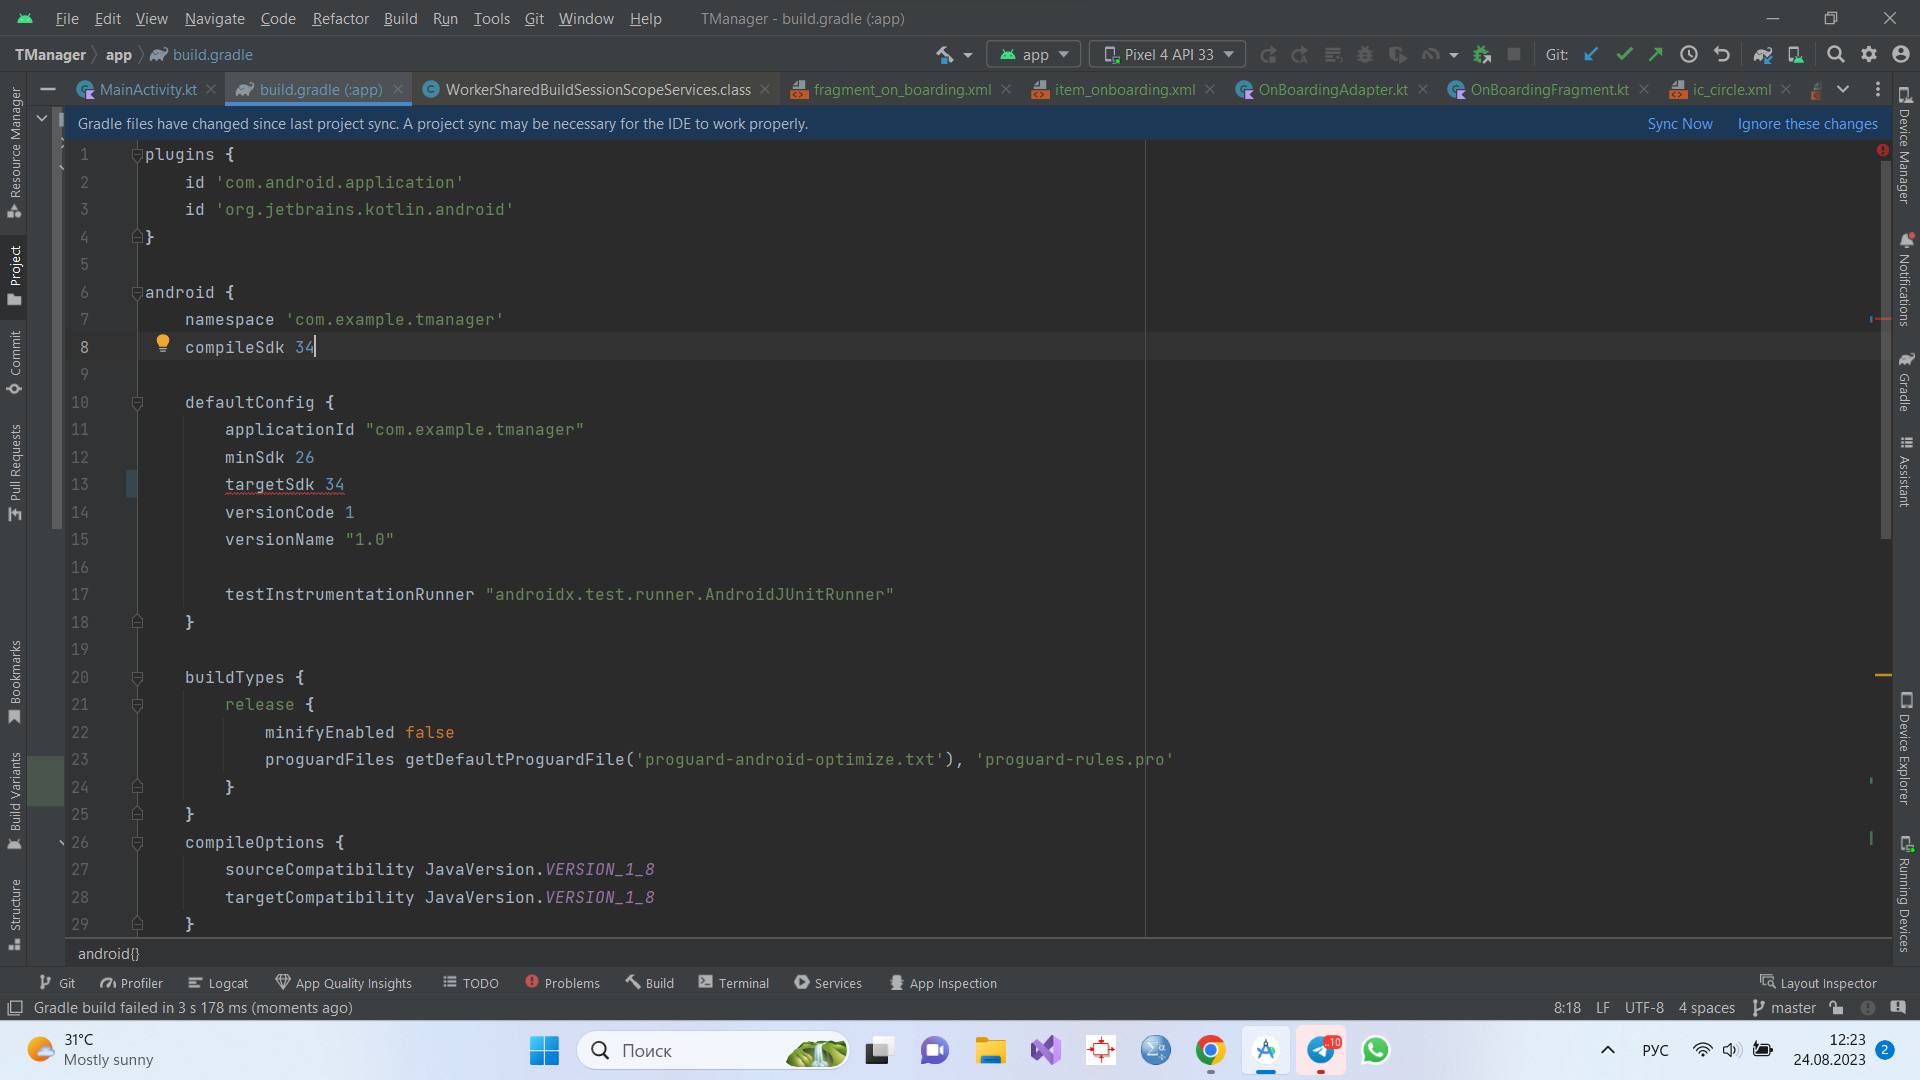 File Edit View Navigate Code Refactor Build Run Tools Git Window Help TManager - build.gradle (:app)
TManager app build.gradle app Pixel 4 API 33 Git:
MainActivity.kt build.gradle (:app) WorkerSharedBuildSessionScopeServices.class fragment_on_boarding.xml item_onboarding.xml OnBoardingAdapter.kt OnBoardingFragment.kt ic_circle.xml
Gradle files have changed since last project sync. A project sync may be necessary for the IDE to work properly. Sync Now Ignore these changes
1 plugins {
2 id 'com.android.application'
3 id 'org.jetbrains.kotlin.android'
4 }
5
6 android {
7 namespace 'com.example.tmanager'
8 compileSdk 34
9
10 defaultConfig {
11 applicationId "com.example.tmanager"
12 minSdk 26
13 targetSdk 34
14 versionCode 1
15 versionName "1.0"
16
17 testInstrumentationRunner "androidx.test.runner.AndroidJUnitRunner"
18 }
19
20 buildTypes {
21 release {
22 minifyEnabled false
23 proguardFiles getDefaultProguardFile('proguard-android-optimize.txt'), 'proguard-rules.pro'
24 }
25 }
26 compileOptions {
27 sourceCompatibility JavaVersion.VERSION_1_8
28 targetCompatibility JavaVersion.VERSION_1_8
29 }
android{}
Resource Manager
Project
Commit
Pull Requests
Bookmarks
Build Variants
Structure
Device Manager
Notifications
Gradle
Assistant
Device Explorer
Running Devices
Git Profiler Logcat App Quality Insights TODO Problems Build Terminal Services App Inspection Layout Inspector
Gradle build failed in 3 s 178 ms (moments ago) 8:18 LF UTF-8 4 spaces master
31°C
Mostly sunny
Поиск
..10
РУС
12:23
24.08.2023
2